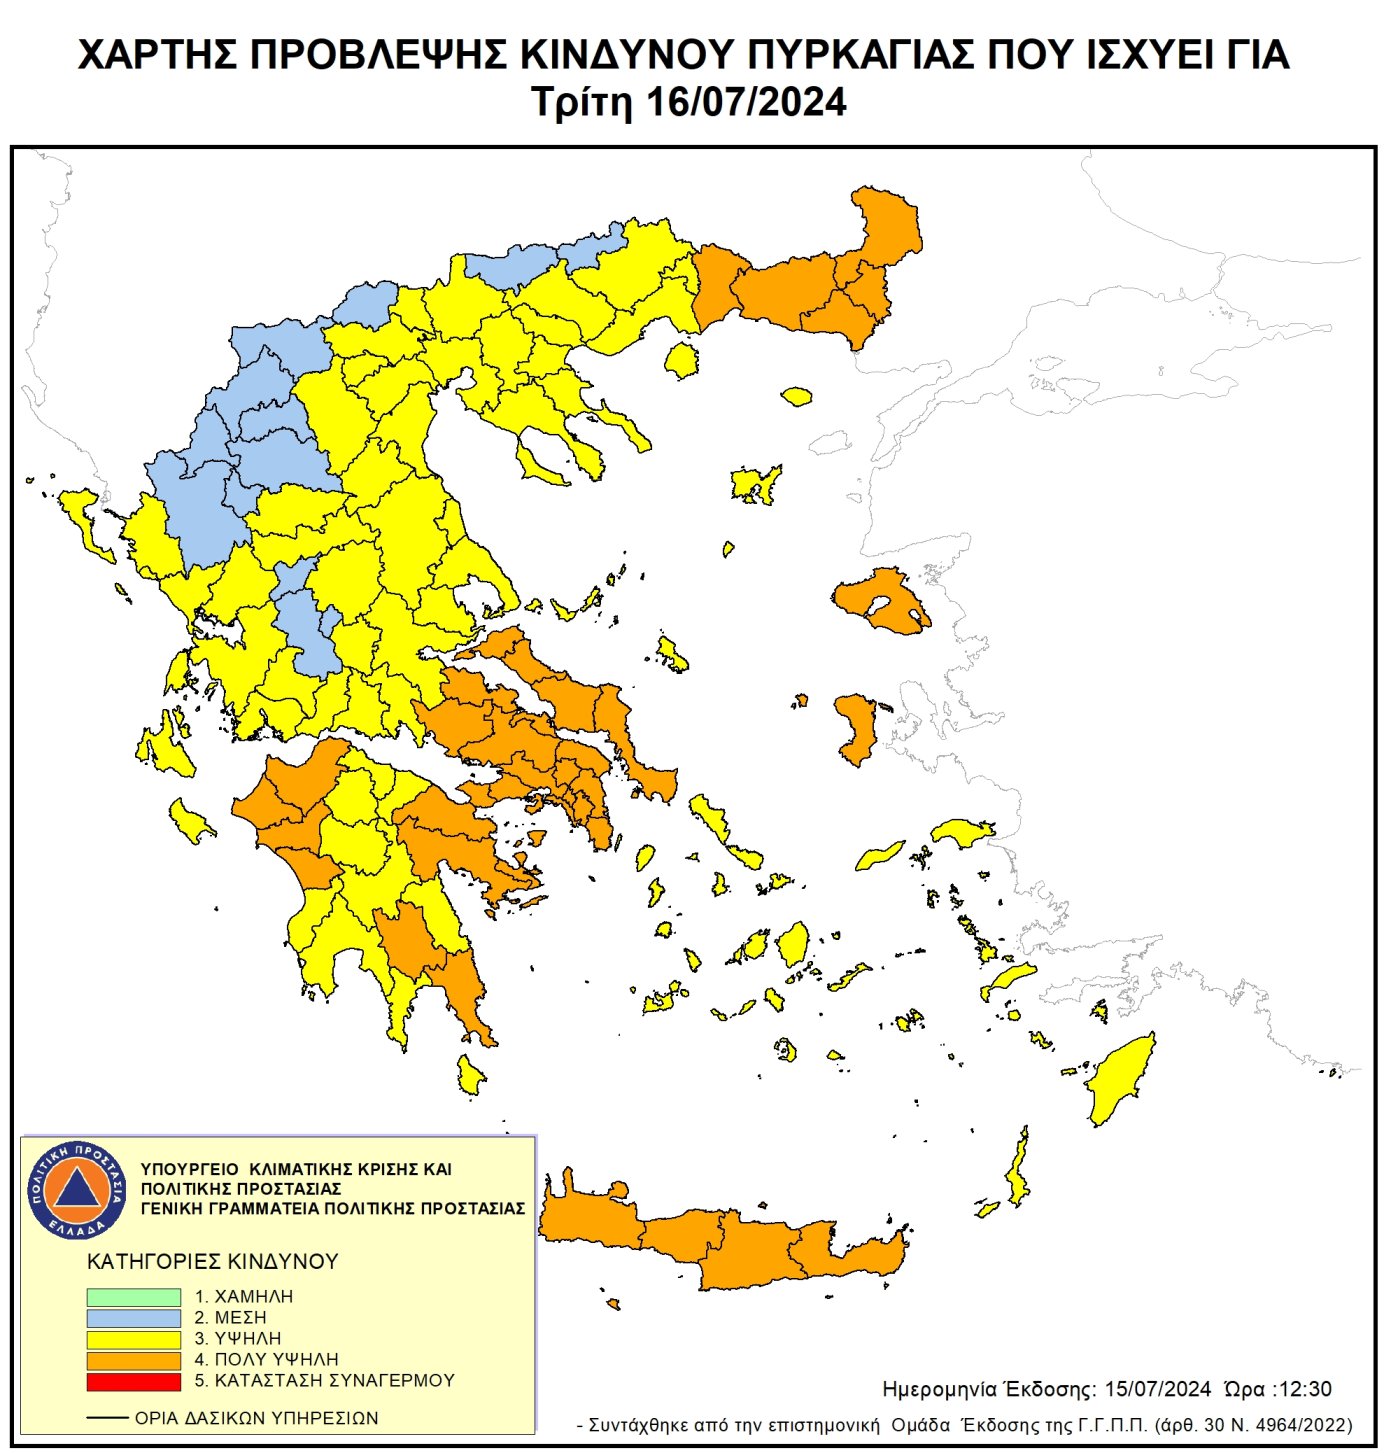 ΧΑΡΤΗΣ ΠΡΟΒΛΕΨΗΣ ΚΙΝΔΥΝΟΥ ΠΥΡΚΑΓΙΑΣ ΠΟΥ ΙΣΧΥΕΙ ΓΙΑ
Τρίτη 16/07/2024
ΠΟΛΙΤΙΚΗ ΠΡΟΣΤΑΣΙΑ
ΕΛΛΑΔΑ
ΥΠΟΥΡΓΕΙΟ ΚΛΙΜΑΤΙΚΗΣ ΚΡΙΣΗΣ ΚΑΙ
ΠΟΛΙΤΙΚΗΣ ΠΡΟΣΤΑΣΙΑΣ
ΓΕΝΙΚΗ ΓΡΑΜΜΑΤΕΙΑ ΠΟΛΙΤΙΚΗΣ ΠΡΟΣΤΑΣΙΑΣ
ΚΑΤΗΓΟΡΙΕΣ ΚΙΝΔΥΝΟΥ
1. ΧΑΜΗΛΗ
2. ΜΕΣΗ
3. ΥΨΗΛΗ
4. ΠΟΛΥ ΥΨΗΛΗ
5. ΚΑΤΑΣΤΑΣΗ ΣΥΝΑΓΕΡΜΟΥ
ΟΡΙΑ ΔΑΣΙΚΩΝ ΥΠΗΡΕΣΙΩΝ
Ημερομηνία Έκδοσης: 15/07/2024 Ώρα :12:30
- Συντάχθηκε από την επιστημονική Ομάδα Έκδοσης της Γ.Γ.Π.Π. (άρθ. 30 Ν. 4964/2022)